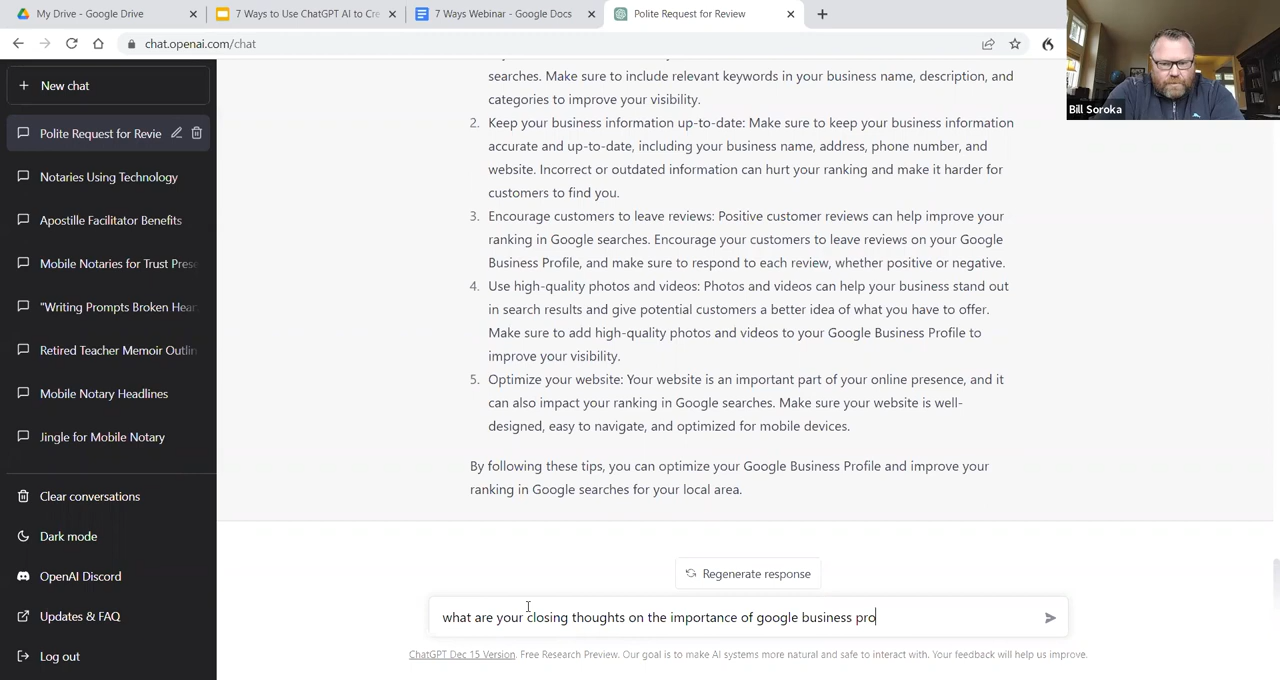 My Drive - Google Drive
7 Ways to Use ChatGPT AI to Cre
7 Ways Webinar - Google Docs
Polite Request for Review
chat.openai.com/chat
Bill Soroka
New chat
Polite Request for Revie
Notaries Using Technology
Apostille Facilitator Benefits
Mobile Notaries for Trust Prese
"Writing Prompts Broken Hear
Retired Teacher Memoir Outlin
Mobile Notary Headlines
Jingle for Mobile Notary
Clear conversations
Dark mode
OpenAI Discord
Updates & FAQ
Log out
searches. Make sure to include relevant keywords in your business name, description, and
categories to improve your visibility.
2. Keep your business information up-to-date: Make sure to keep your business information
accurate and up-to-date, including your business name, address, phone number, and
website. Incorrect or outdated information can hurt your ranking and make it harder for
customers to find you.
3. Encourage customers to leave reviews: Positive customer reviews can help improve your
ranking in Google searches. Encourage your customers to leave reviews on your Google
Business Profile, and make sure to respond to each review, whether positive or negative.
4. Use high-quality photos and videos: Photos and videos can help your business stand out
in search results and give potential customers a better idea of what you have to offer.
Make sure to add high-quality photos and videos to your Google Business Profile to
improve your visibility.
5. Optimize your website: Your website is an important part of your online presence, and it
can also impact your ranking in Google searches. Make sure your website is well-
designed, easy to navigate, and optimized for mobile devices.
By following these tips, you can optimize your Google Business Profile and improve your
ranking in Google searches for your local area.
Regenerate response
what are your closing thoughts on the importance of google business pro
ChatGPT Dec 15 Version. Free Research Preview. Our goal is to make AI systems more natural and safe to interact with. Your feedback will help us improve.